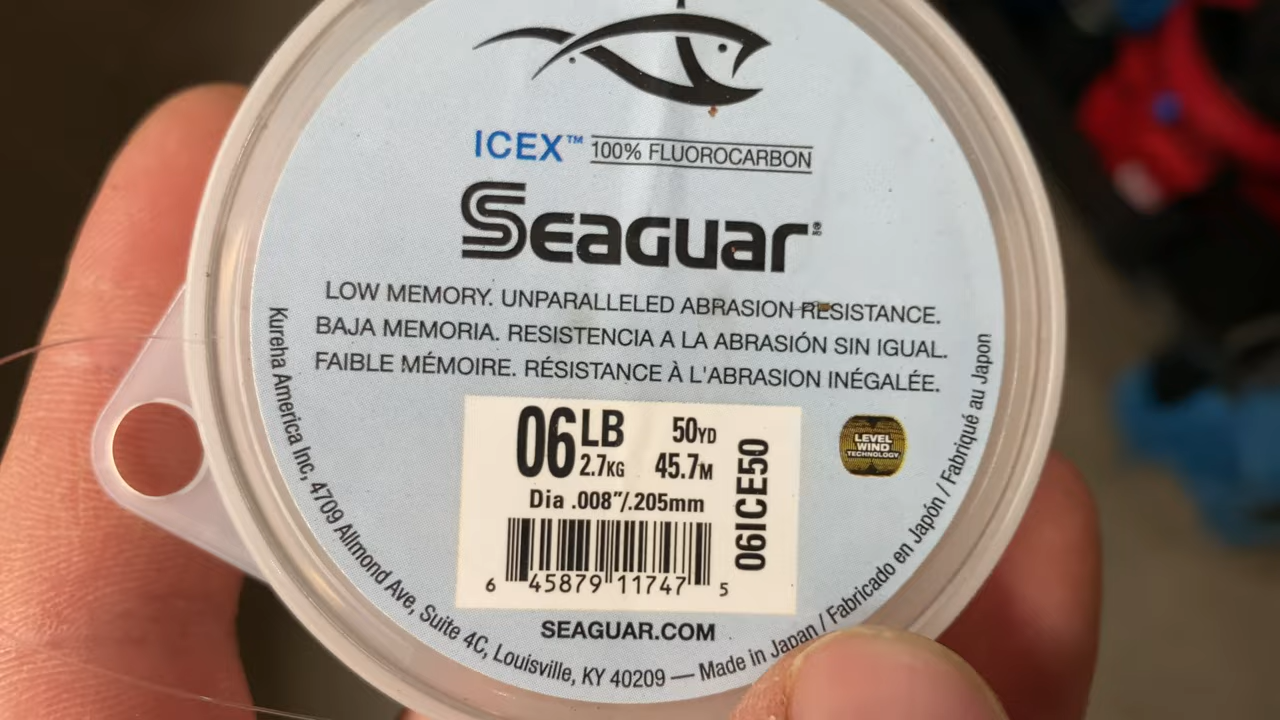 ICEX™ 100% FLUOROCARBON
SEAGUAR®
LOW MEMORY. UNPARALLELED ABRASION RESISTANCE.
BAJA MEMORIA. RESISTENCIA A LA ABRASIÓN SIN IGUAL.
FAIBLE MÉMOIRE. RÉSISTANCE À L'ABRASION INÉGALÉE.
06 LB 50YD
2.7KG 45.7M
Dia .008"/.205mm
06ICE50
6 45879 11747 5
LEVEL
WIND
TECHNOLOGY
SEAGUAR.COM
Kureha America Inc, 4709 Allmond Ave, Suite 4C, Louisville, KY 40209 — Made in Japan / Fabricado en Japón / Fabriqué au Japon